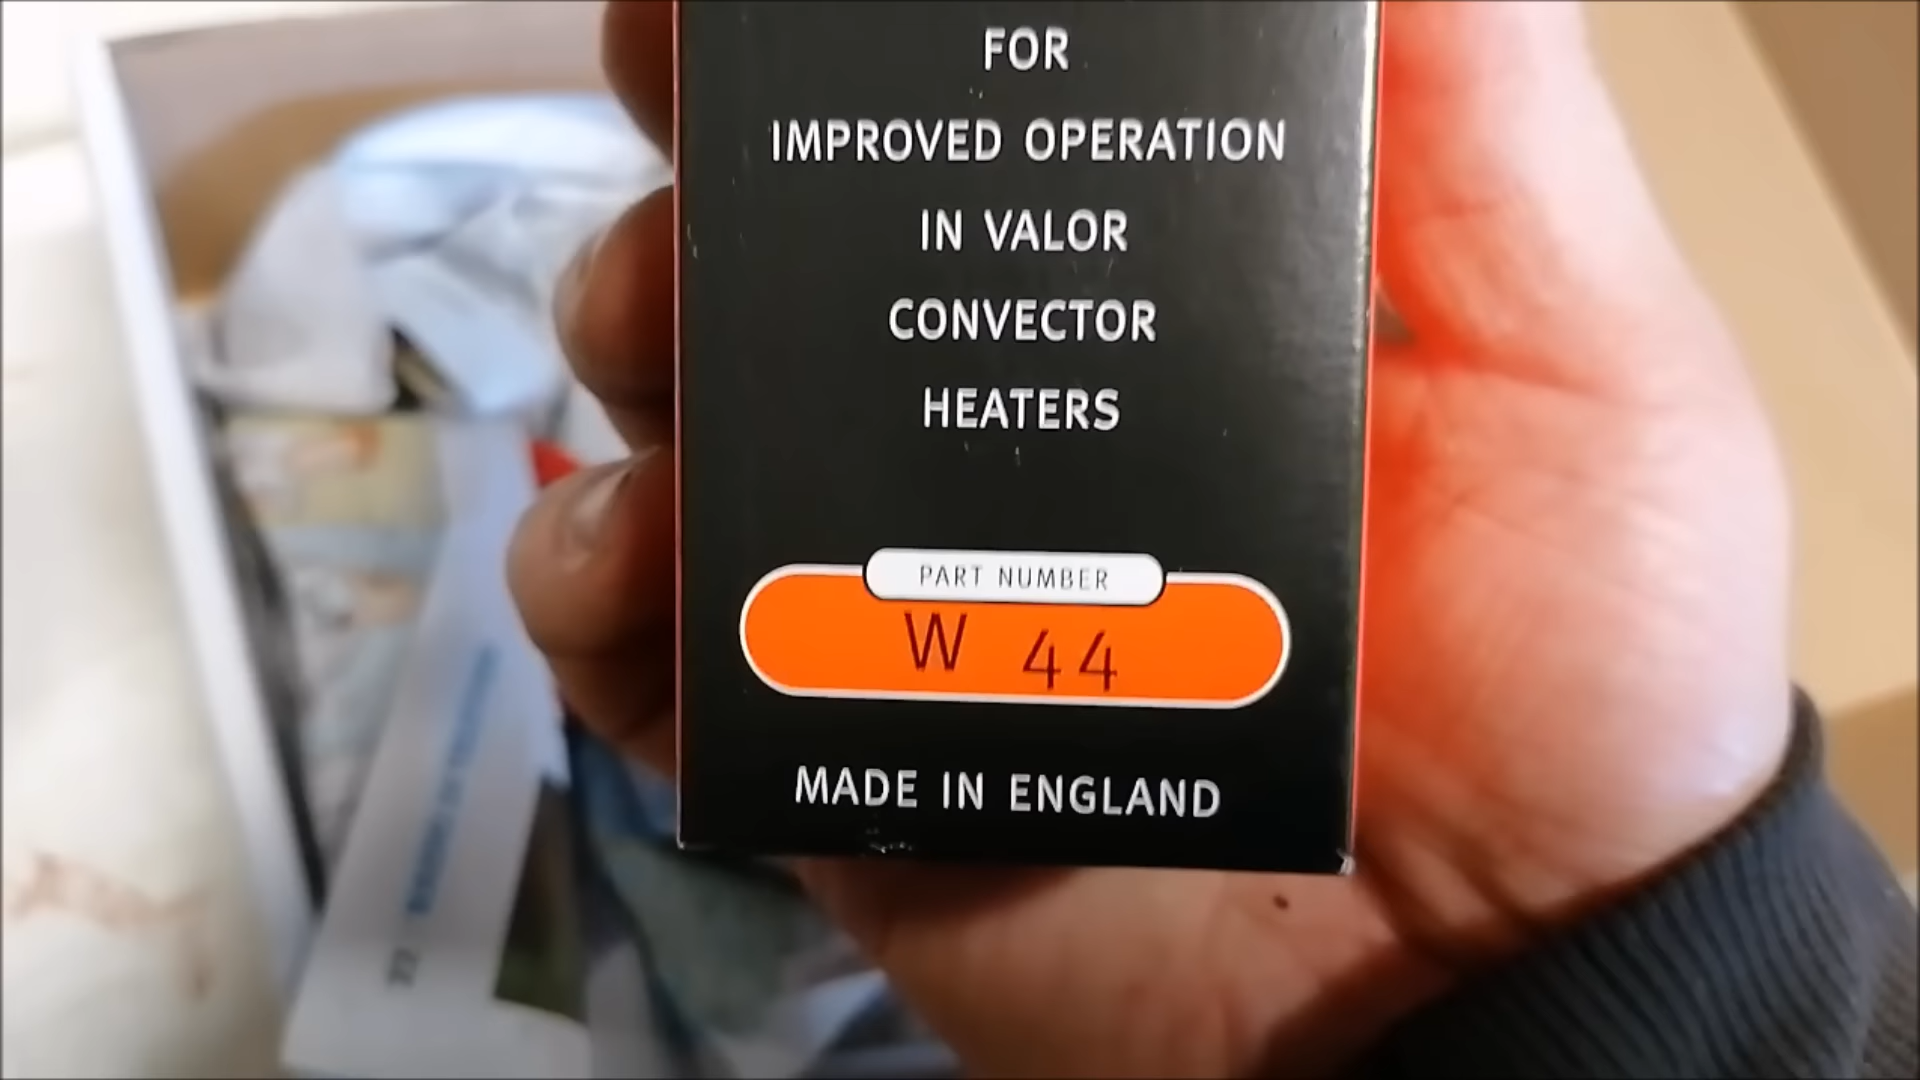 FOR
IMPROVED OPERATION
IN VALOR
CONVECTOR
HEATERS
PART NUMBER
W 44
MADE IN ENGLAND